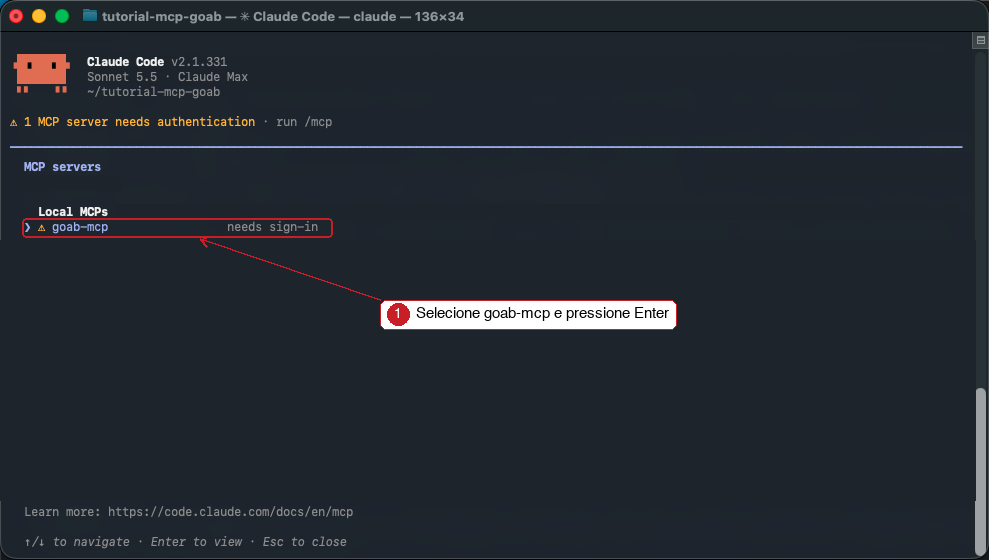 tutorial-mcp-goab — ✳ Claude Code — claude — 136×34
Claude Code v2.1.331
Sonnet 5.5 · Claude Max
~/tutorial-mcp-goab
⚠ 1 MCP server needs authentication · run /mcp
MCP servers
Local MCPs
❯ ⚠ goab-mcp needs sign-in
1 Selecione goab-mcp e pressione Enter
Learn more: https://code.claude.com/docs/en/mcp
↑/↓ to navigate · Enter to view · Esc to close